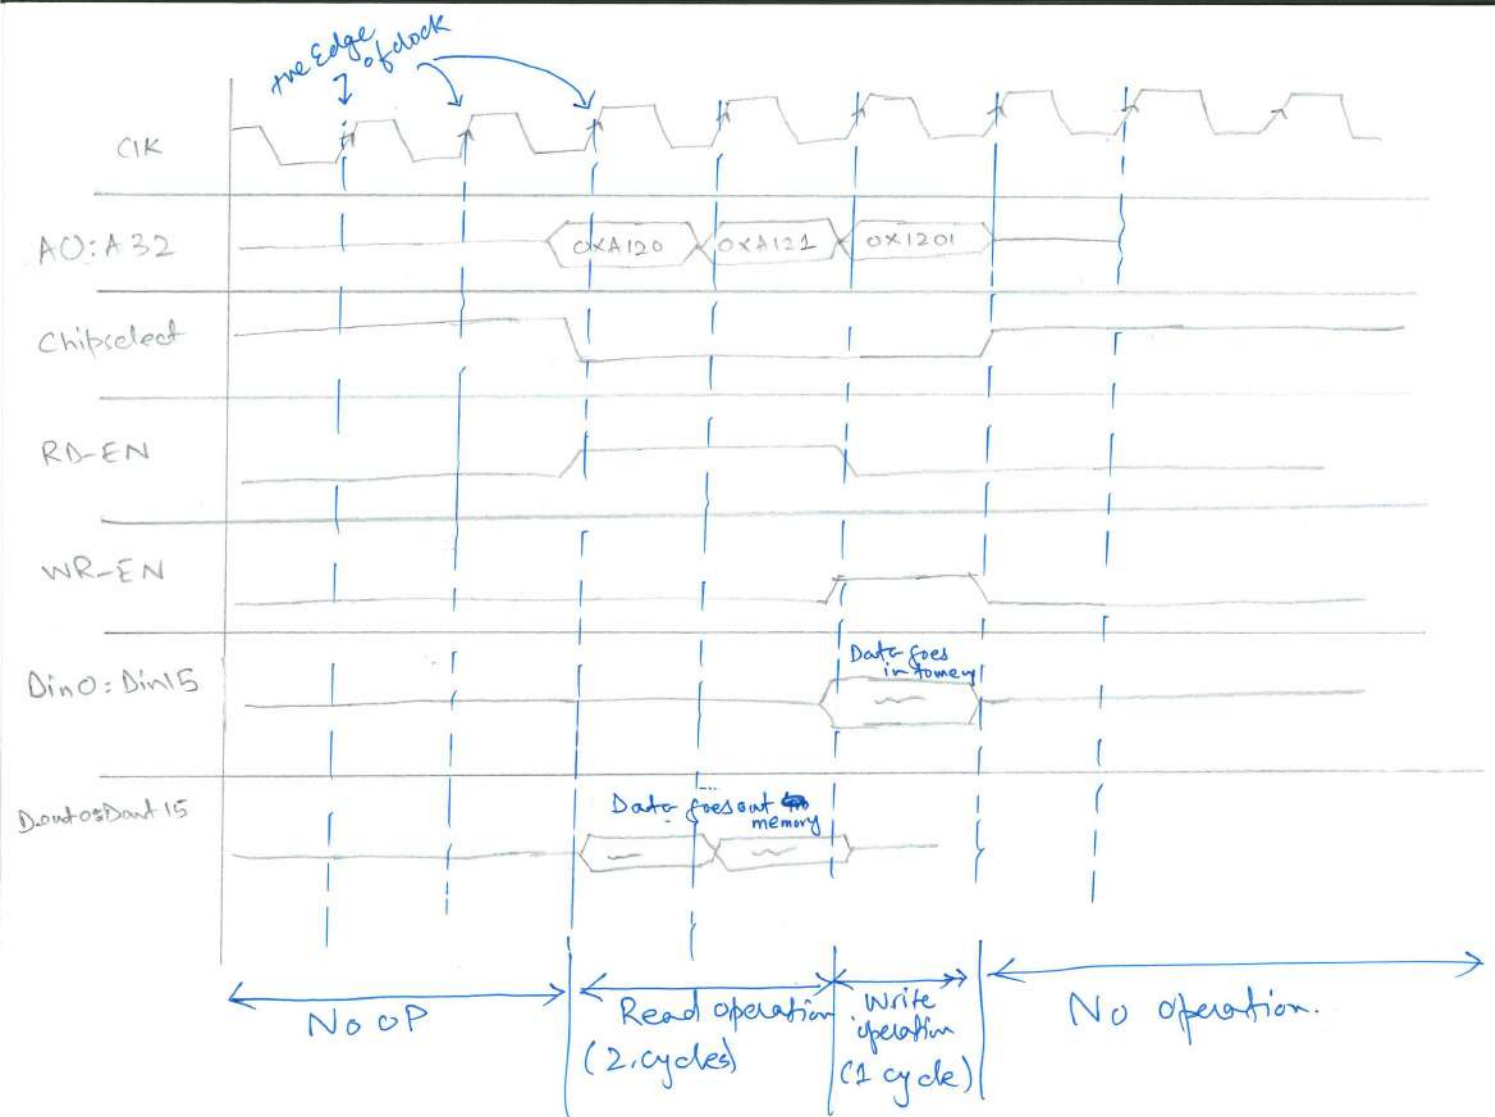 +ve Edge
of clock
ClK
A0:A32
0XA120
0XA121
0X1201
Chipselect
RD-EN
WR-EN
Data goes
in tomemy
Din0:Din15
Data goes out
memory
Dout0:Dout15
No OP
Read operation
(2.cycles)
Write
operation
(1 cycle)
No operation.